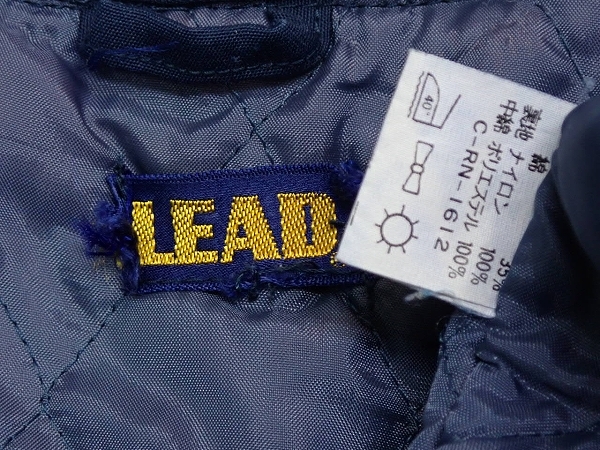 LEAD
40°
綿 35%
裏地 ナイロン 100%
中綿 ポリエステル 100%
C-RN-1612